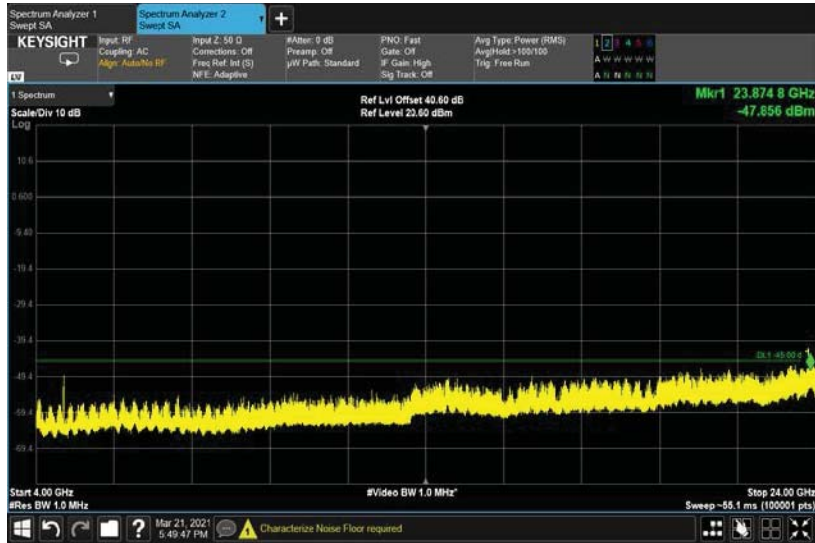 Spectrum Analyzer 1
Swept SA
Spectrum Analyzer 2
Swept SA
+
KEYSIGHT
Input: RF
Coupling: AC
Align: Auto/No RF
Input Z: 50 Ω
Corrections: Off
Freq Ref: Int (S)
NFE: Adaptive
#Atten: 0 dB
Preamp: Off
µW Path: Standard
PNO: Fast
Gate: Off
IF Gain: High
Sig Track: Off
Avg Type: Power (RMS)
Avg|Hold:>100/100
Trig: Free Run
1 2 3 4 5 6
A W W W W W
A N N N N N
LXI
1 Spectrum
Scale/Div 10 dB
Log
Ref Lvl Offset 40.60 dB
Ref Level 20.60 dBm
Mkr1 23.874 8 GHz
-47.856 dBm
10.6
0.600
-9.40
-19.4
-29.4
-39.4
DL1 -45.00 d
-49.4
-59.4
-69.4
Start 4.00 GHz
#Res BW 1.0 MHz
#Video BW 1.0 MHz*
Stop 24.00 GHz
Sweep ~55.1 ms (100001 pts)
?
Mar 21, 2021
5:49:47 PM
Characterize Noise Floor required